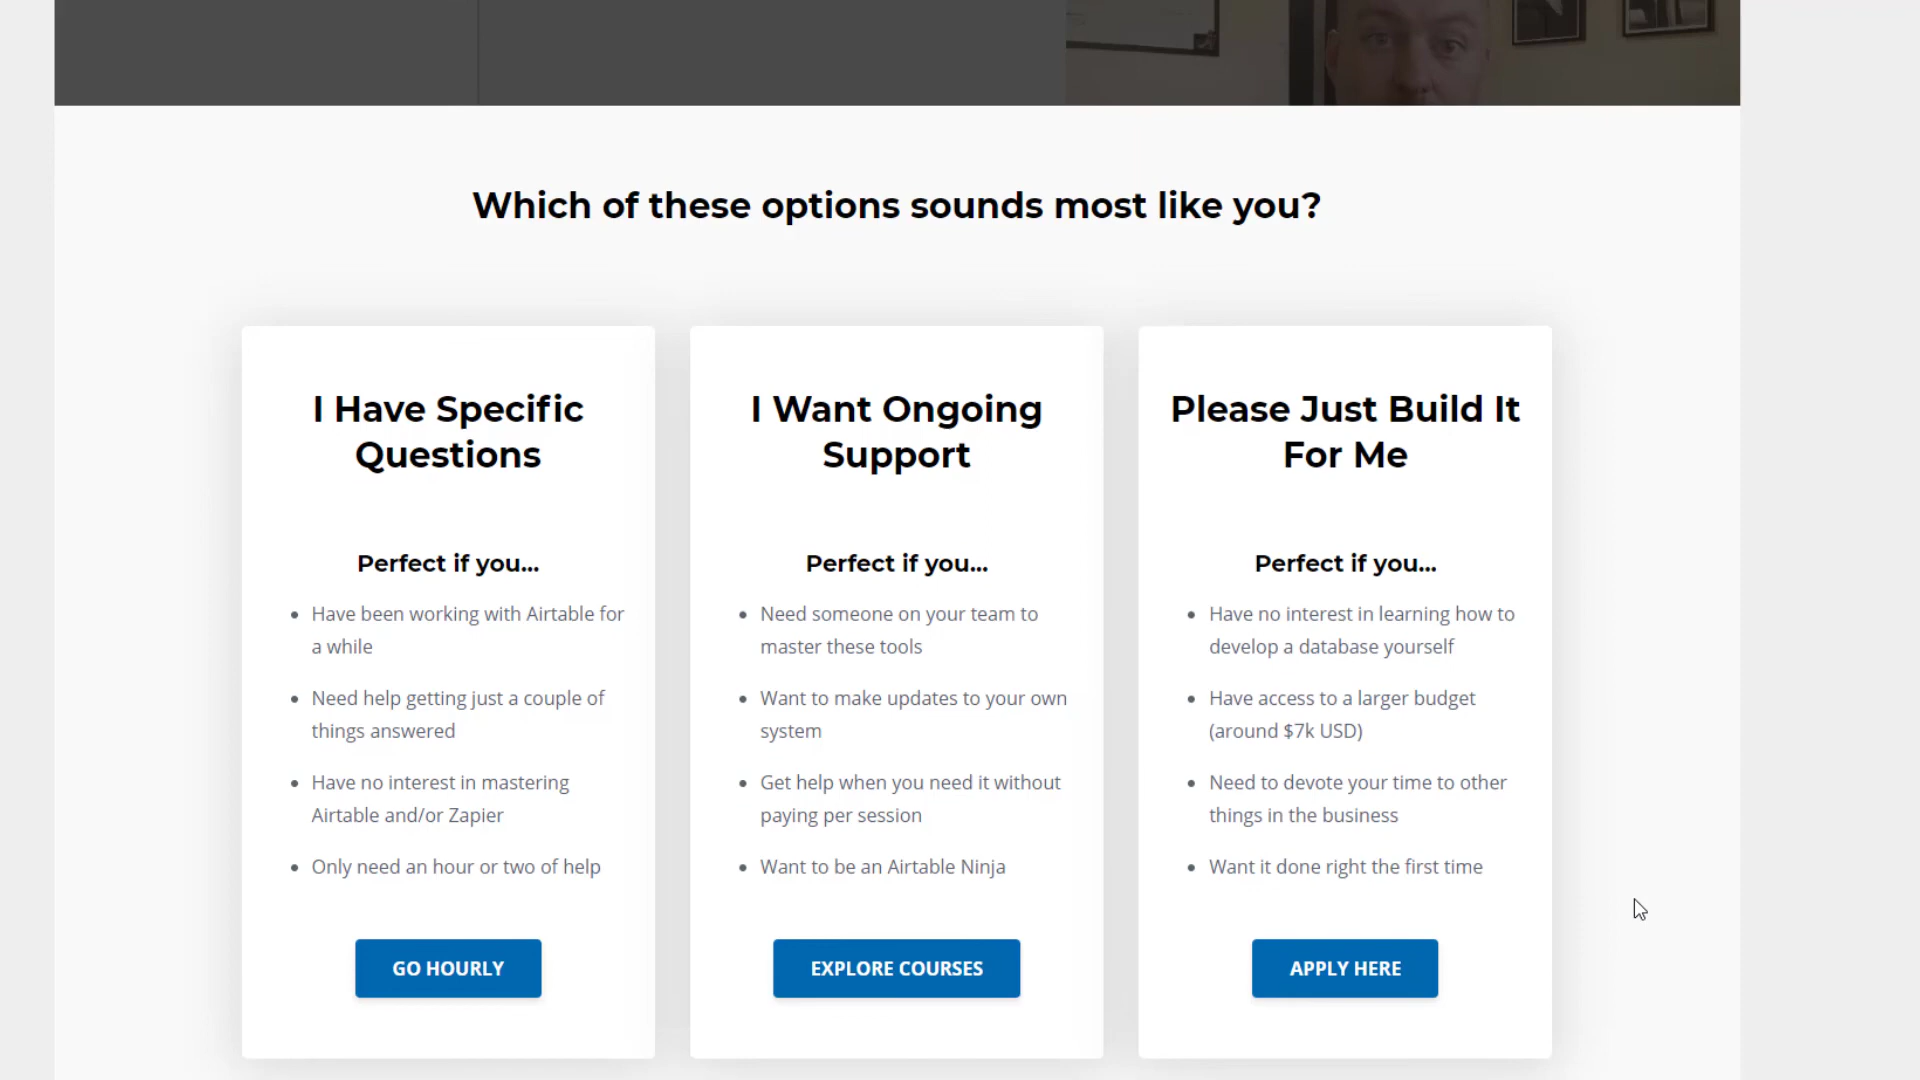 Which of these options sounds most like you?
I Have Specific
Questions
Perfect if you...
• Have been working with Airtable for
a while
• Need help getting just a couple of
things answered
• Have no interest in mastering
Airtable and/or Zapier
• Only need an hour or two of help
GO HOURLY
I Want Ongoing
Support
Perfect if you...
• Need someone on your team to
master these tools
• Want to make updates to your own
system
• Get help when you need it without
paying per session
• Want to be an Airtable Ninja
EXPLORE COURSES
Please Just Build It
For Me
Perfect if you...
• Have no interest in learning how to
develop a database yourself
• Have access to a larger budget
(around $7k USD)
• Need to devote your time to other
things in the business
• Want it done right the first time
APPLY HERE